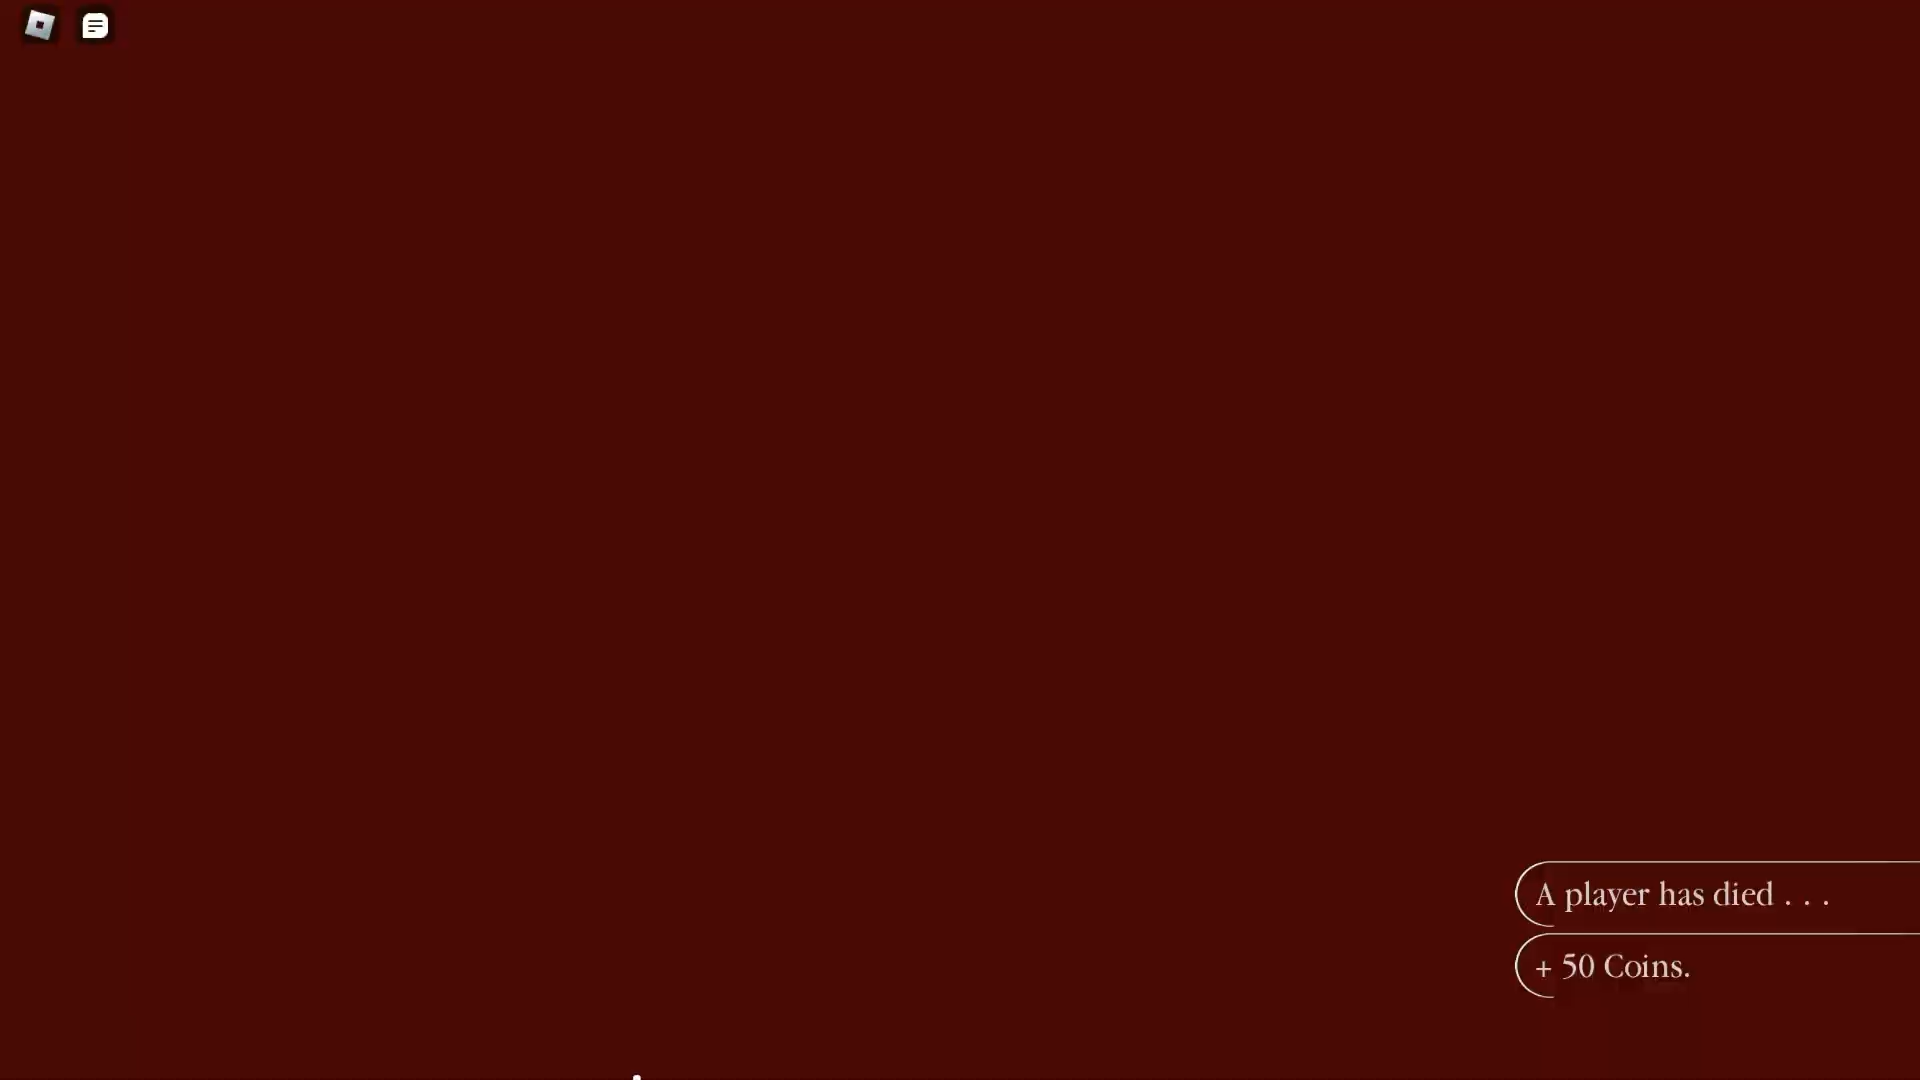 A player has died . . .
+ 50 Coins.